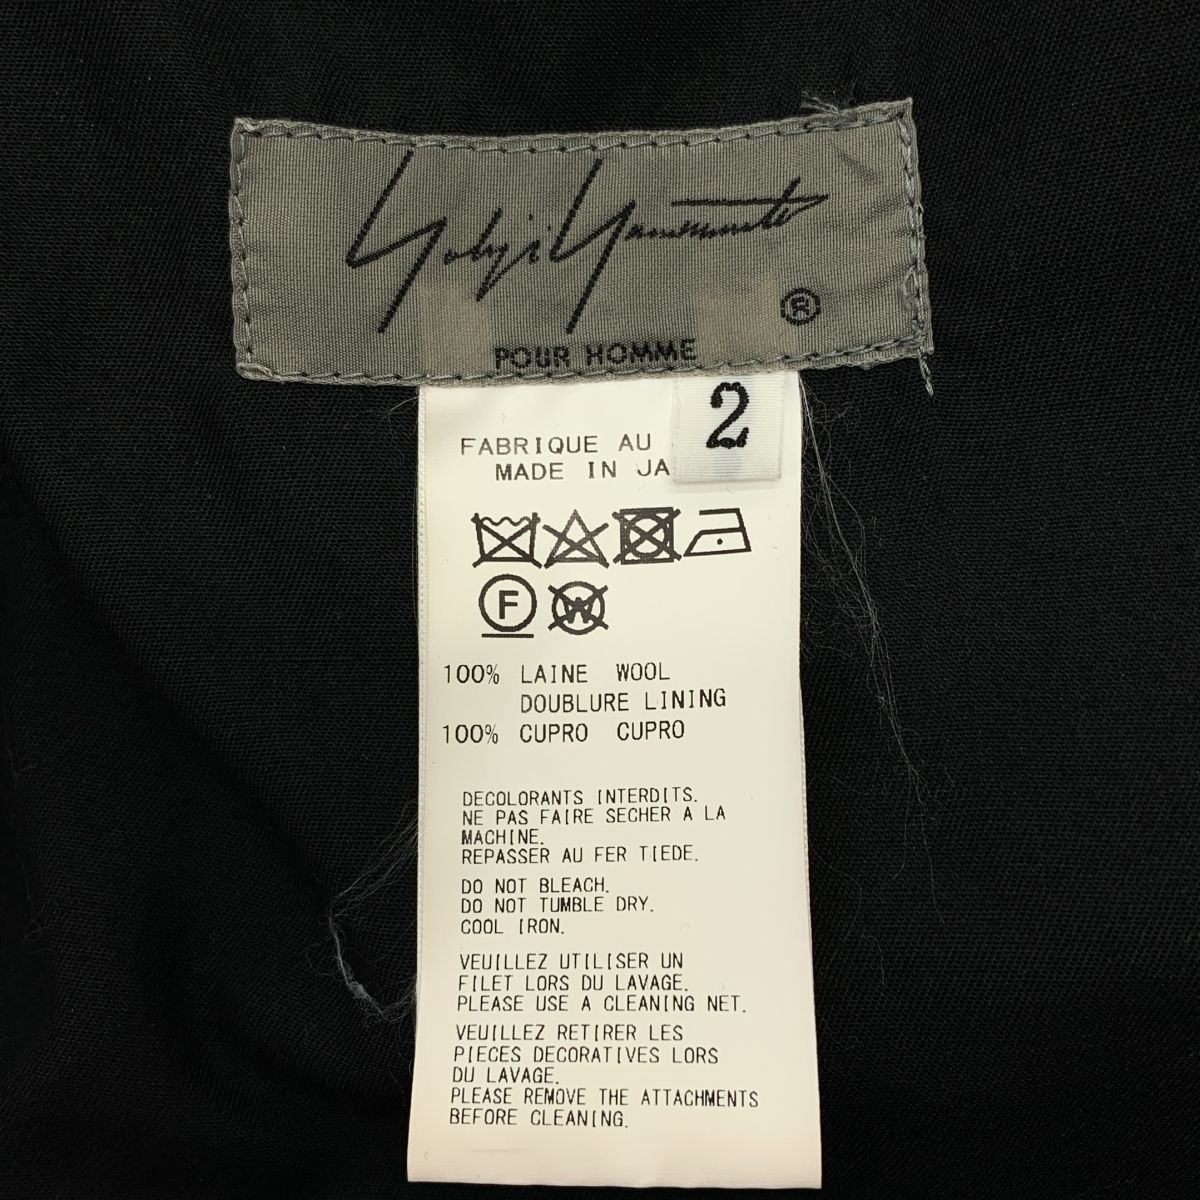 Yohji Yamamoto
®
POUR HOMME
2
FABRIQUE AU
MADE IN JA
F
W
100% LAINE WOOL
DOUBLURE LINING
100% CUPRO CUPRO
DECOLORANTS INTERDITS.
NE PAS FAIRE SECHER A LA
MACHINE.
REPASSER AU FER TIEDE.
DO NOT BLEACH.
DO NOT TUMBLE DRY.
COOL IRON.
VEUILLEZ UTILISER UN
FILET LORS DU LAVAGE.
PLEASE USE A CLEANING NET.
VEUILLEZ RETIRER LES
PIECES DECORATIVES LORS
DU LAVAGE.
PLEASE REMOVE THE ATTACHMENTS
BEFORE CLEANING.